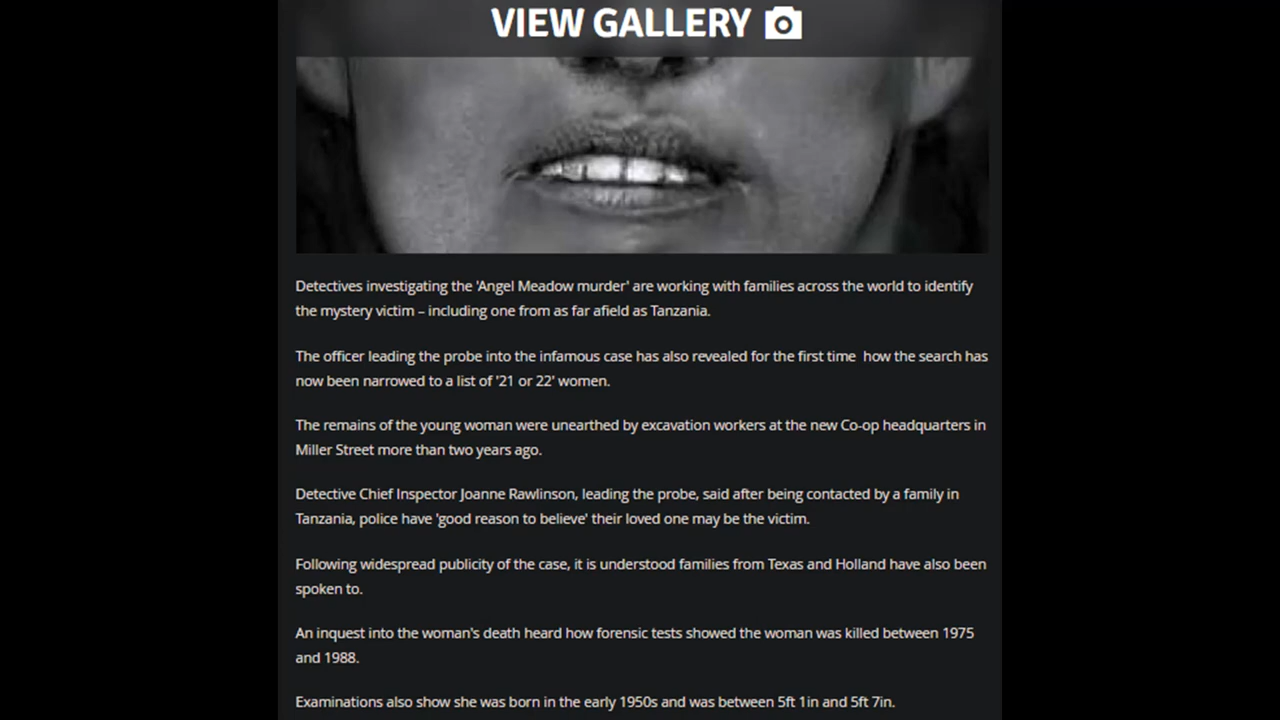 VIEW GALLERY
Detectives investigating the 'Angel Meadow murder' are working with families across the world to identify
the mystery victim – including one from as far afield as Tanzania.
The officer leading the probe into the infamous case has also revealed for the first time  how the search has
now been narrowed to a list of '21 or 22' women.
The remains of the young woman were unearthed by excavation workers at the new Co-op headquarters in
Miller Street more than two years ago.
Detective Chief Inspector Joanne Rawlinson, leading the probe, said after being contacted by a family in
Tanzania, police have 'good reason to believe' their loved one may be the victim.
Following widespread publicity of the case, it is understood families from Texas and Holland have also been
spoken to.
An inquest into the woman's death heard how forensic tests showed the woman was killed between 1975
and 1988.
Examinations also show she was born in the early 1950s and was between 5ft 1in and 5ft 7in.